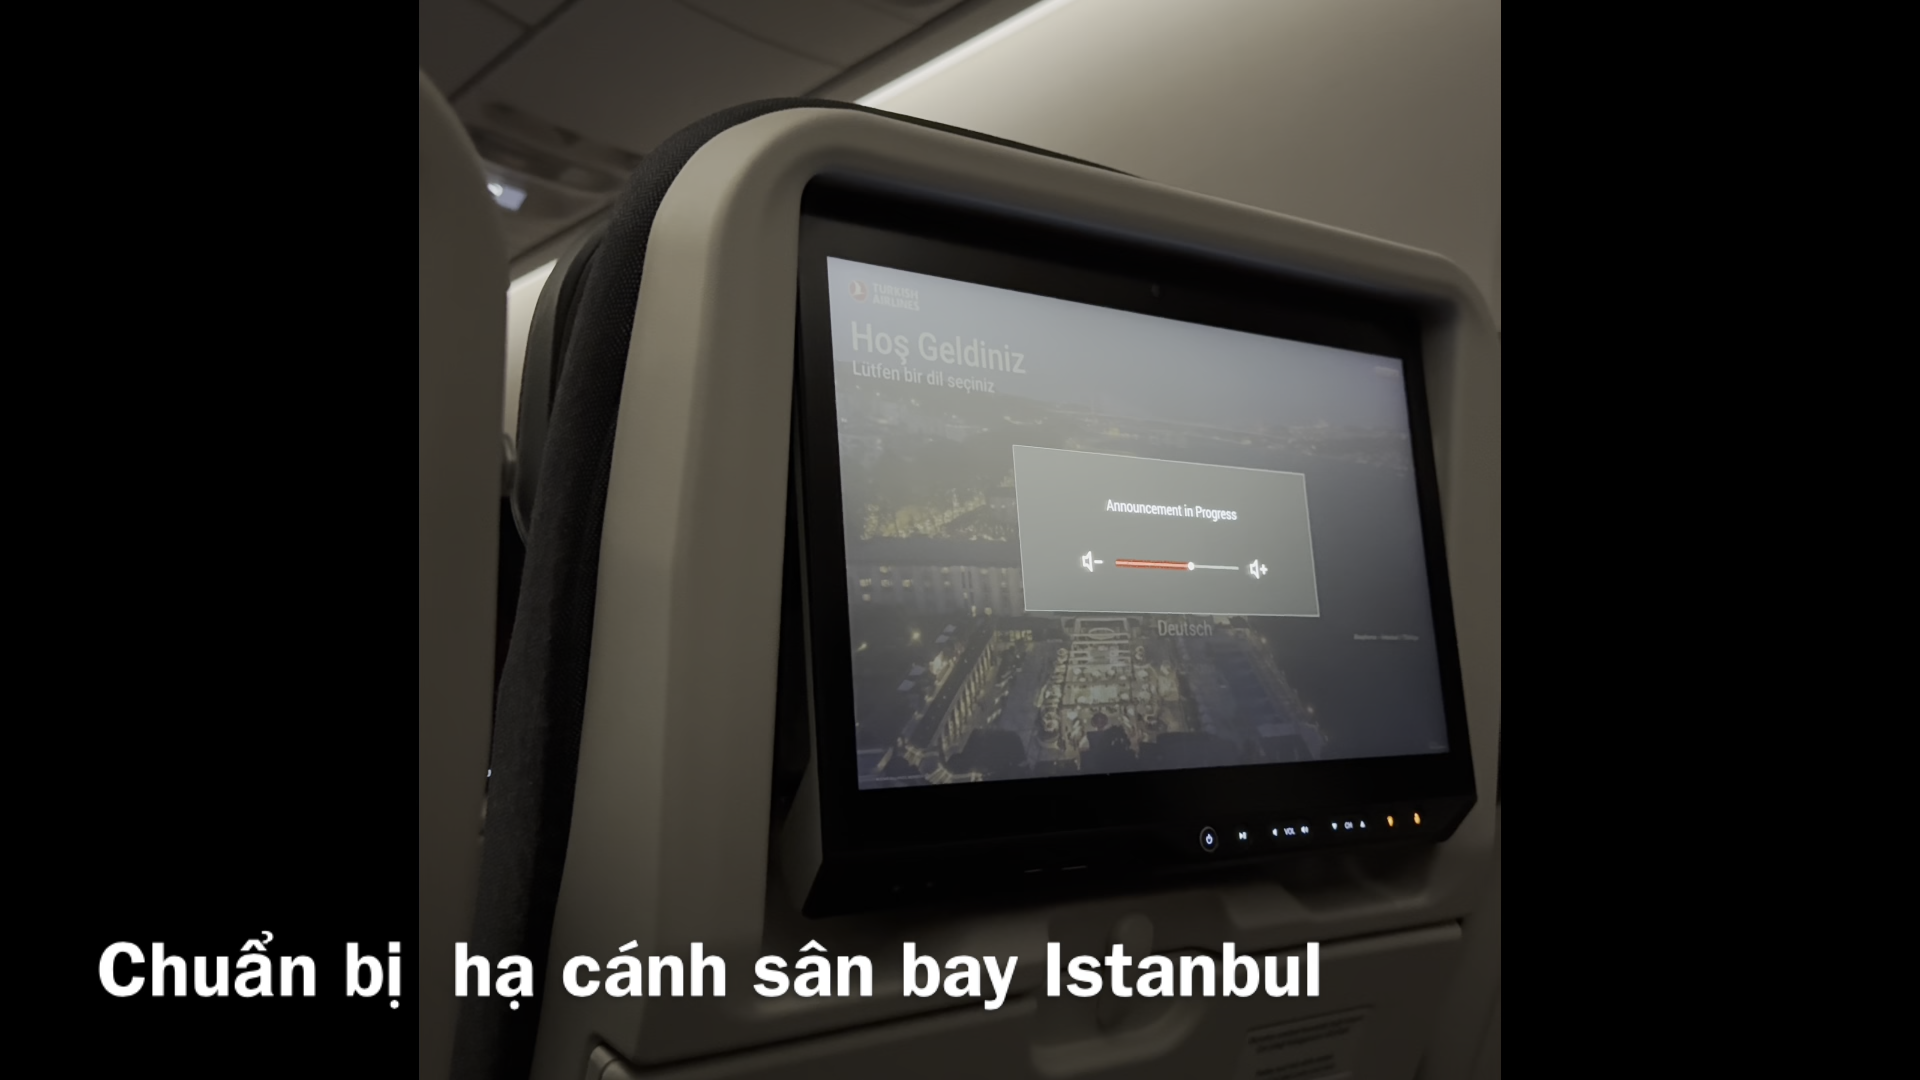 TURKISH
AIRLINES
Hoş Geldiniz
Lütfen bir dil seçiniz
Announcement in Progress
Deutsch
VOL
CH
Chuẩn bị hạ cánh sân bay Istanbul